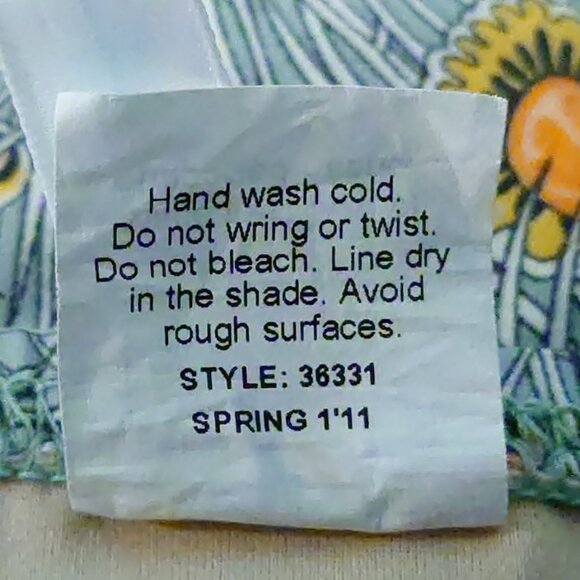 Hand wash cold.
Do not wring or twist.
Do not bleach. Line dry
in the shade. Avoid
rough surfaces.
STYLE: 36331
SPRING 1'11